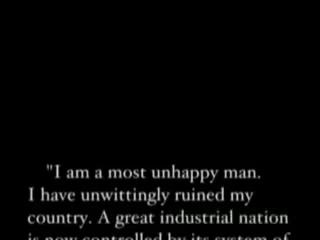 "I am a most unhappy man.
I have unwittingly ruined my
country. A great industrial nation
is now controlled by its system of